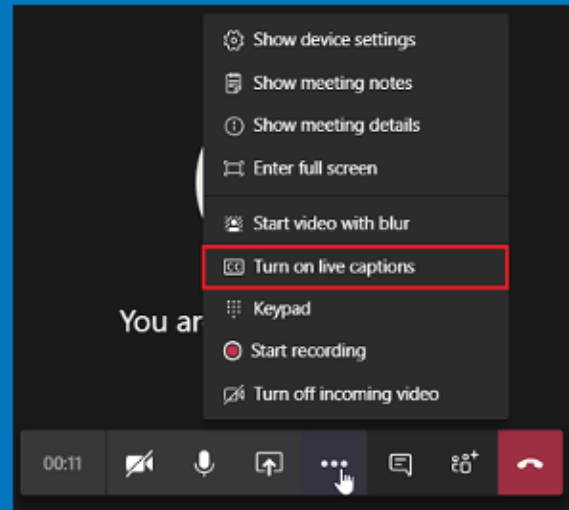 Show device settings
Show meeting notes
Show meeting details
Enter full screen
Start video with blur
CC Turn on live captions
Keypad
Start recording
Turn off incoming video
You ar
00:11